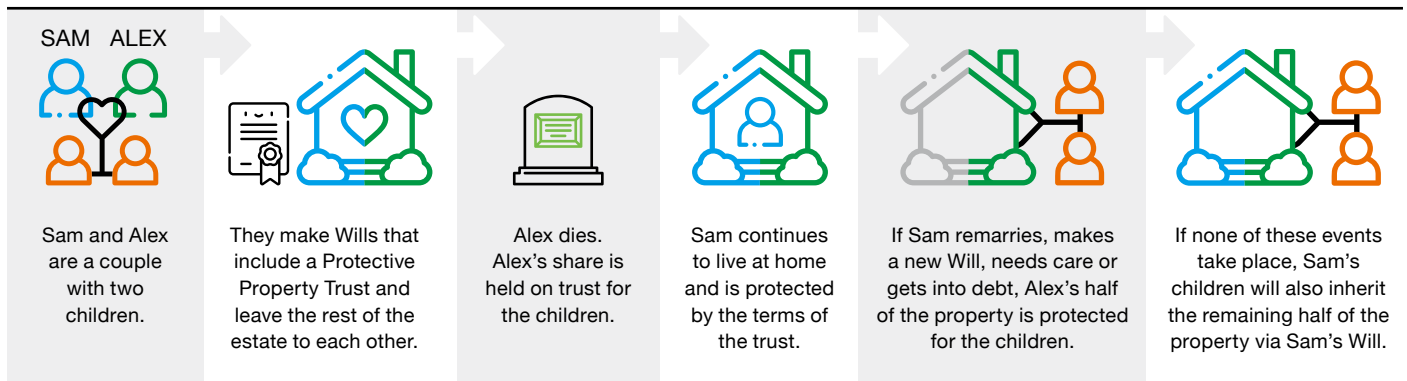 SAM ALEX
Sam and Alex
are a couple
with two
children.
They make Wills that
include a Protective
Property Trust and
leave the rest of the
estate to each other.
Alex dies.
Alex’s share is
held on trust for
the children.
Sam continues
to live at home
and is protected
by the terms of
the trust.
If Sam remarries, makes
a new Will, needs care or
gets into debt, Alex’s half
of the property is protected
for the children.
If none of these events
take place, Sam’s
children will also inherit
the remaining half of the
property via Sam’s Will.